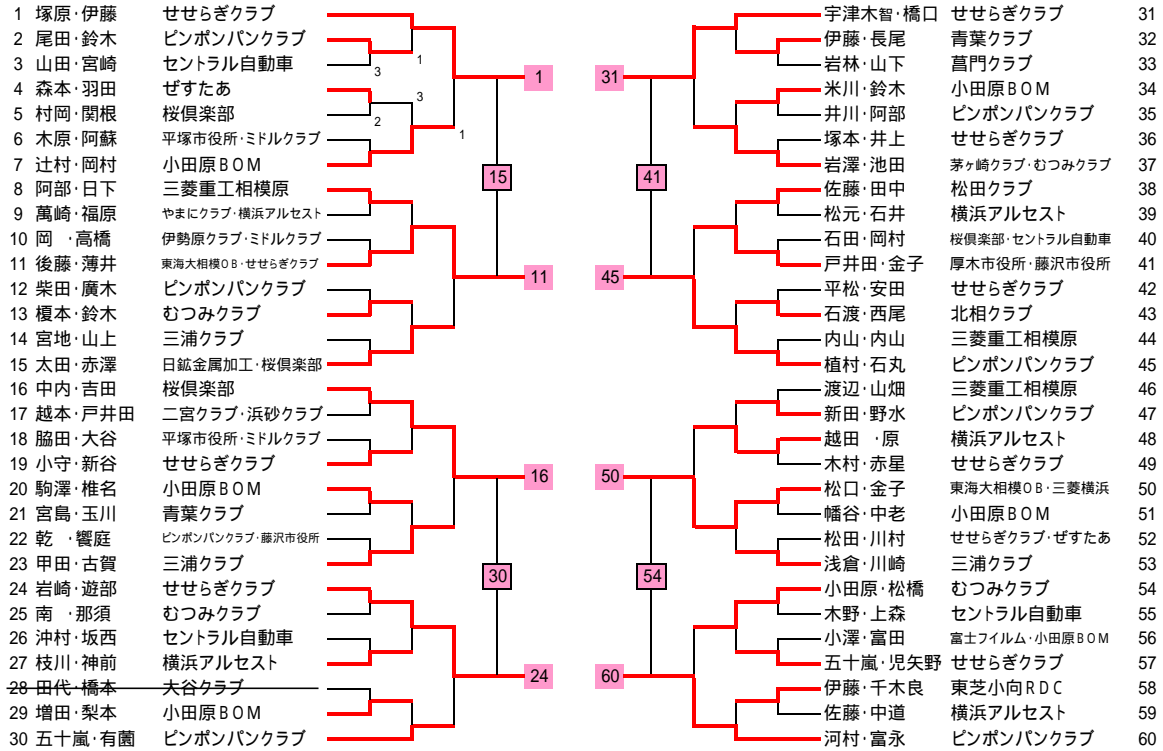 1 塚原・伊藤 せせらぎクラブ
2 尾田・鈴木 ピンポンパンクラブ
3 山田・宮崎 セントラル自動車
4 森本・羽田 ぜすたあ
5 村岡・関根 桜倶楽部
6 木原・阿蘇 平塚市役所・ミドルクラブ
7 辻村・岡村 小田原BOM
8 阿部・日下 三菱重工相模原
9 萬崎・福原 やまにクラブ・横浜アルセスト
10 岡 ・高橋 伊勢原クラブ・ミドルクラブ
11 後藤・薄井 東海大相模OB・せせらぎクラブ
12 柴田・廣木 ピンポンパンクラブ
13 榎本・鈴木 むつみクラブ
14 宮地・山上 三浦クラブ
15 太田・赤澤 日鉱金属加工・桜倶楽部
16 中内・吉田 桜倶楽部
17 越本・戸井田 二宮クラブ・浜砂クラブ
18 脇田・大谷 平塚市役所・ミドルクラブ
19 小守・新谷 せせらぎクラブ
20 駒澤・椎名 小田原BOM
21 宮島・玉川 青葉クラブ
22 乾 ・饗庭 ピンポンパンクラブ・藤沢市役所
23 甲田・古賀 三浦クラブ
24 岩崎・遊部 せせらぎクラブ
25 南 ・那須 むつみクラブ
26 沖村・坂西 セントラル自動車
27 枝川・神前 横浜アルセスト
28 田代・橋本 大谷クラブ
29 増田・梨本 小田原BOM
30 五十嵐・有薗 ピンポンパンクラブ
1
3
3
2
1
1
15
11
16
30
24
31
41
45
50
54
60
宇津木智・橋口 せせらぎクラブ 31
伊藤・長尾 青葉クラブ 32
岩林・山下 菖門クラブ 33
米川・鈴木 小田原BOM 34
井川・阿部 ピンポンパンクラブ 35
塚本・井上 せせらぎクラブ 36
岩澤・池田 茅ヶ崎クラブ・むつみクラブ 37
佐藤・田中 松田クラブ 38
松元・石井 横浜アルセスト 39
石田・岡村 桜倶楽部・セントラル自動車 40
戸井田・金子 厚木市役所・藤沢市役所 41
平松・安田 せせらぎクラブ 42
石渡・西尾 北相クラブ 43
内山・内山 三菱重工相模原 44
植村・石丸 ピンポンパンクラブ 45
渡辺・山畑 三菱重工相模原 46
新田・野水 ピンポンパンクラブ 47
越田 ・原 横浜アルセスト 48
木村・赤星 せせらぎクラブ 49
松口・金子 東海大相模OB・三菱横浜 50
幡谷・中老 小田原BOM 51
松田・川村 せせらぎクラブ・ぜすたあ 52
浅倉・川崎 三浦クラブ 53
小田原・松橋 むつみクラブ 54
木野・上森 セントラル自動車 55
小澤・富田 富士フイルム・小田原BOM 56
五十嵐・児矢野 せせらぎクラブ 57
伊藤・千木良 東芝小向RDC 58
佐藤・中道 横浜アルセスト 59
河村・富永 ピンポンパンクラブ 60